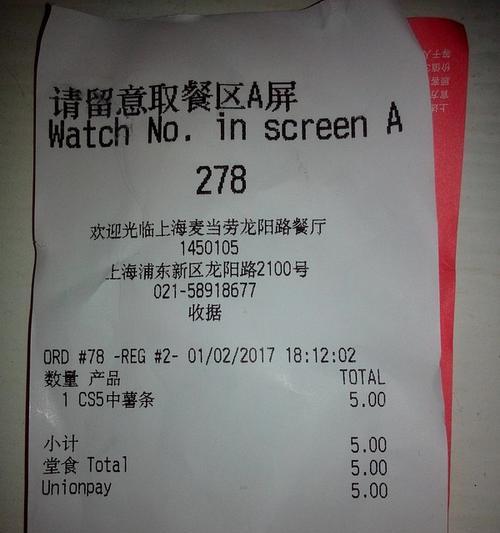 请留意取餐区A屏
Watch No. in screen A
278
欢迎光临上海麦当劳龙阳路餐厅
1450105
上海浦东新区龙阳路2100号
021-58918677
收据
ORD #78 -REG #2- 01/02/2017 18:12:02
数量 产品 TOTAL
1 CS5中薯条 5.00
小计 5.00
堂食 Total 5.00
Unionpay 5.00